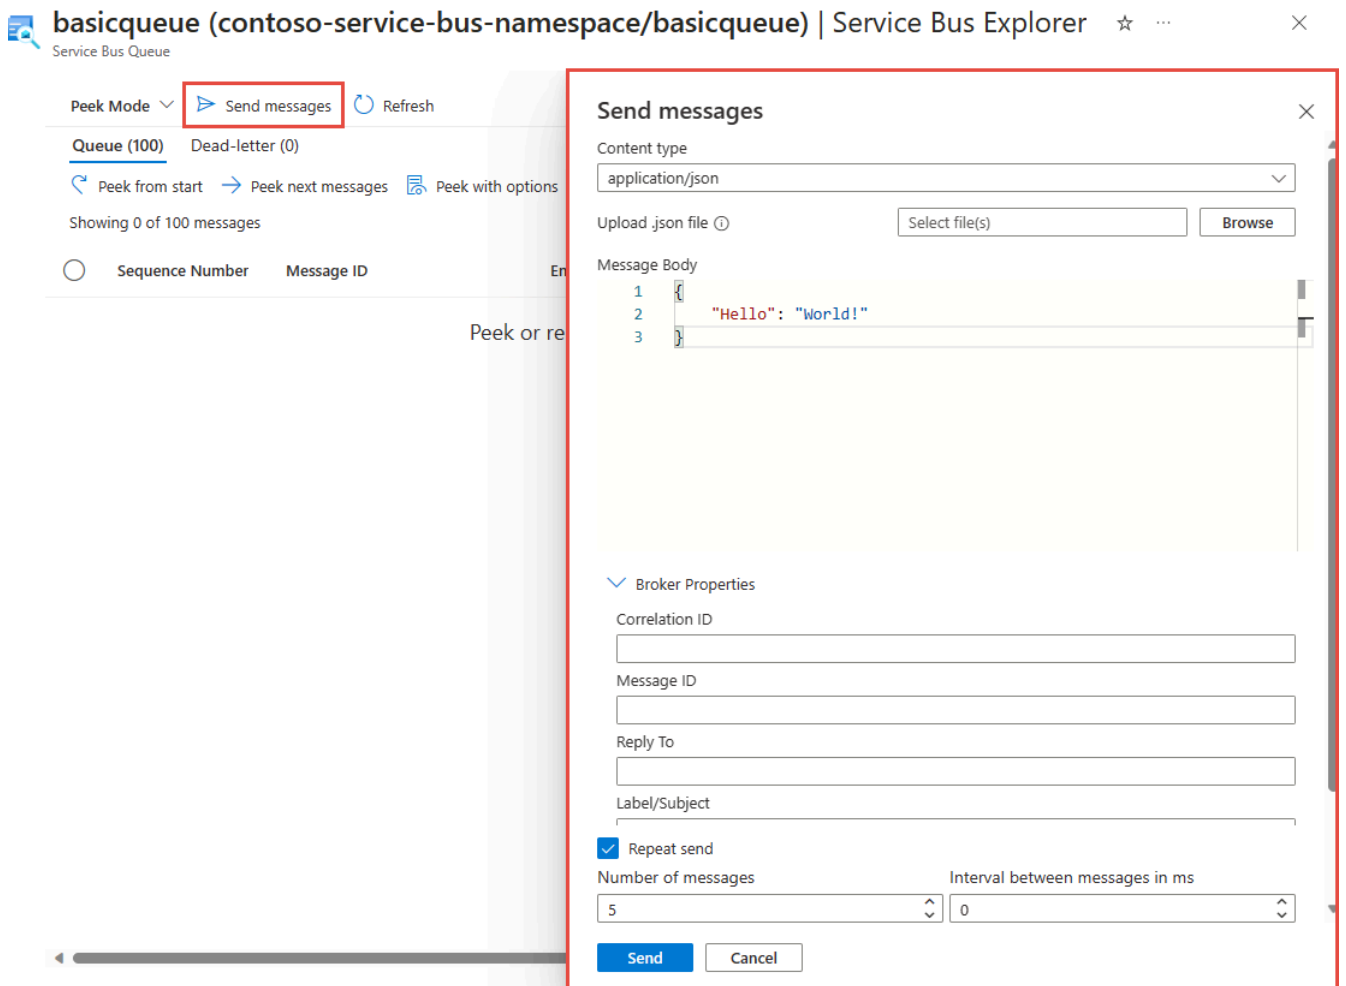 basicqueue (contoso-service-bus-namespace/basicqueue) | Service Bus Explorer
Service Bus Queue
Peek Mode Send messages Refresh
Queue (100) Dead-letter (0)
Peek from start Peek next messages Peek with options
Showing 0 of 100 messages
Sequence Number Message ID En
Peek or re
Send messages
Content type
application/json
Upload .json file Select file(s) Browse
Message Body
1 {
2 "Hello": "World!"
3 }
Broker Properties
Correlation ID
Message ID
Reply To
Label/Subject
Repeat send
Number of messages Interval between messages in ms
5 0
Send Cancel